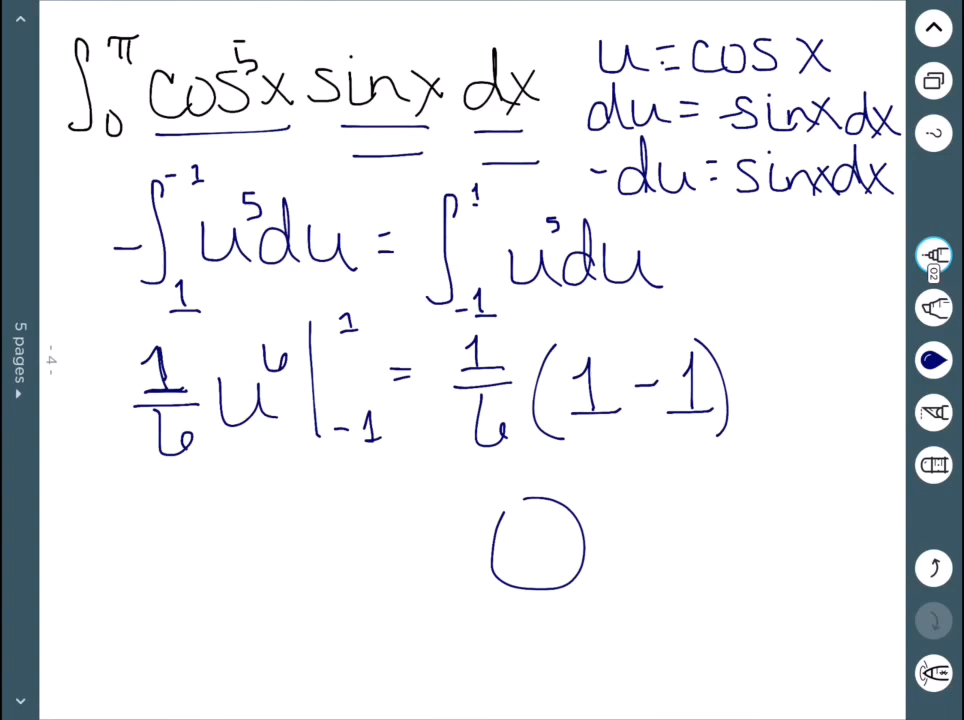 ∫₀^π cos⁵x sinx dx
u = cos x
du = -sinx dx
-du = sinx dx
-∫₁^-1 u⁵du = ∫₋₁^1 u⁵du
1/6 u⁶ |₋₁^1 = 1/6 (1 - 1)
0
5 pages
- 4 -
02
?